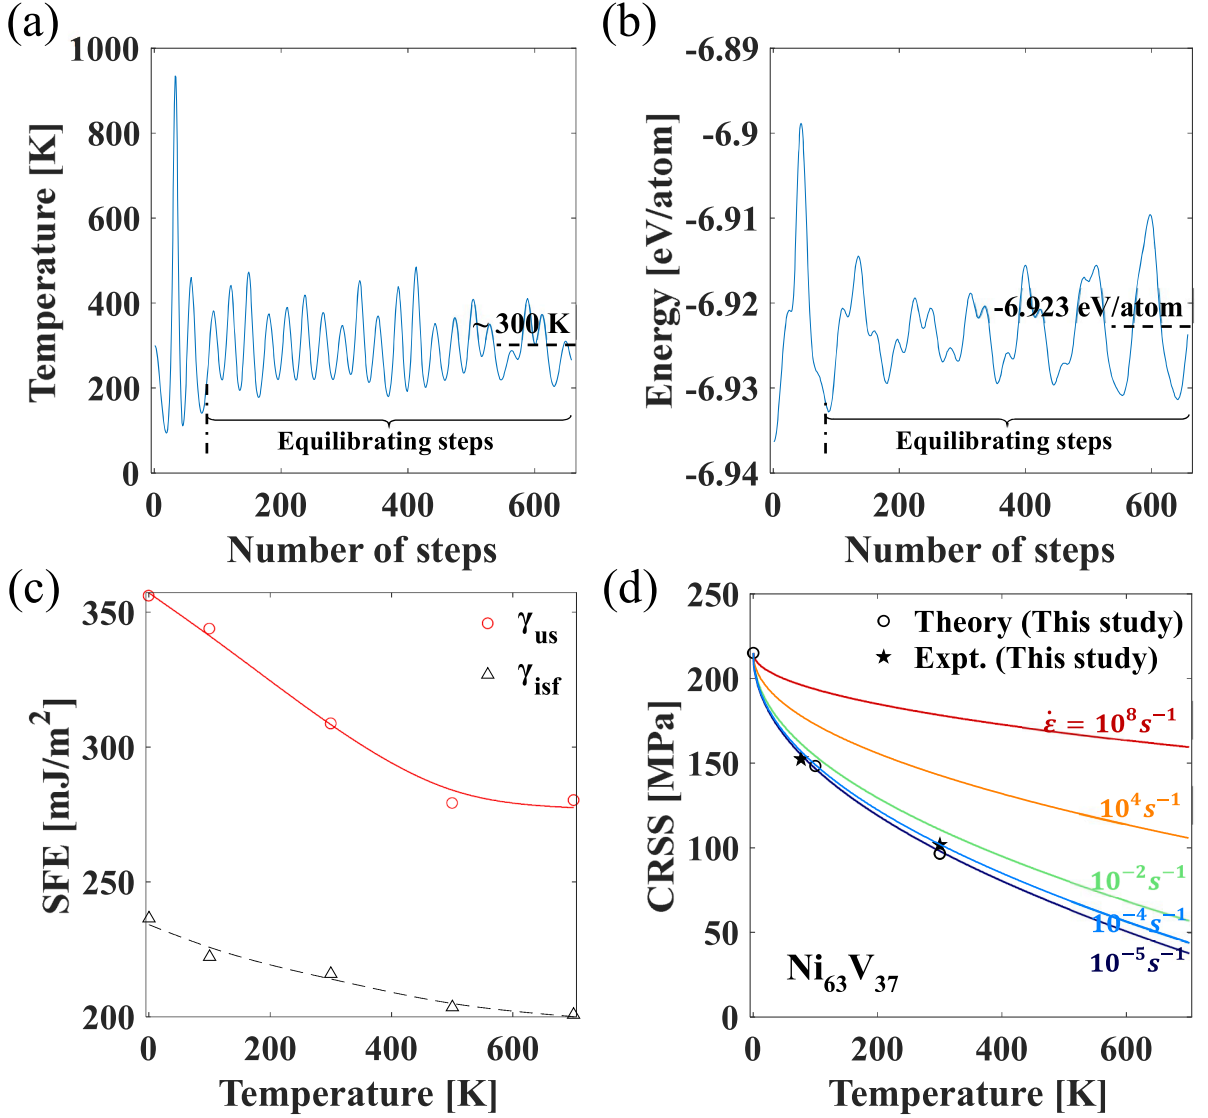 (a)
1000
800
600
400
200
0
Temperature [K]
~ 300 K
Equilibrating steps
0 200 400 600
Number of steps
(b)
-6.89
-6.9
-6.91
-6.92
-6.93
-6.94
Energy [eV/atom]
-6.923 eV/atom
Equilibrating steps
0 200 400 600
Number of steps
(c)
350
300
250
200
SFE [mJ/m²]
γus
γisf
0 200 400 600
Temperature [K]
(d)
250
200
150
100
50
0
CRSS [MPa]
Theory (This study)
Expt. (This study)
ε̇ = 10⁸s⁻¹
10⁴s⁻¹
10⁻²s⁻¹
10⁻⁴s⁻¹
10⁻⁵s⁻¹
Ni₆₃V₃₇
0 200 400 600
Temperature [K]